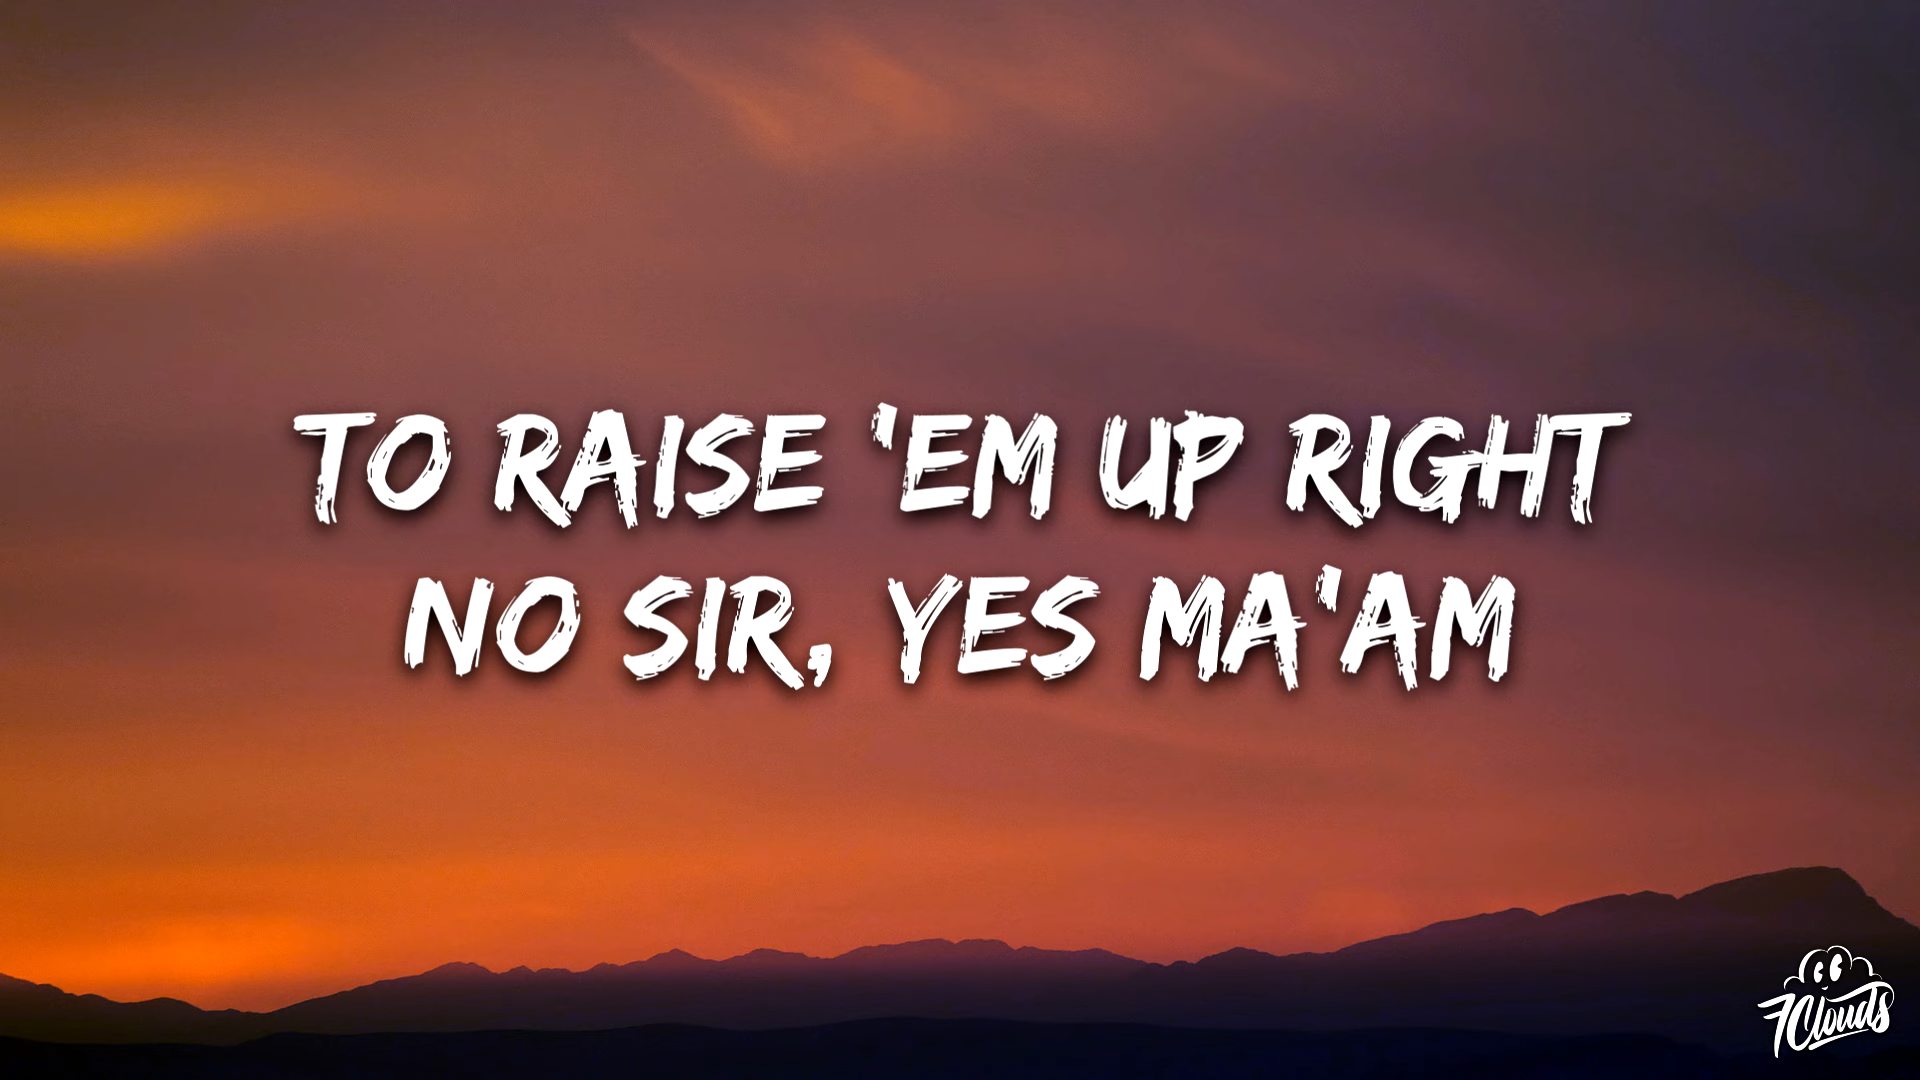 TO RAISE 'EM UP RIGHT
NO SIR, YES MA'AM
7Clouds